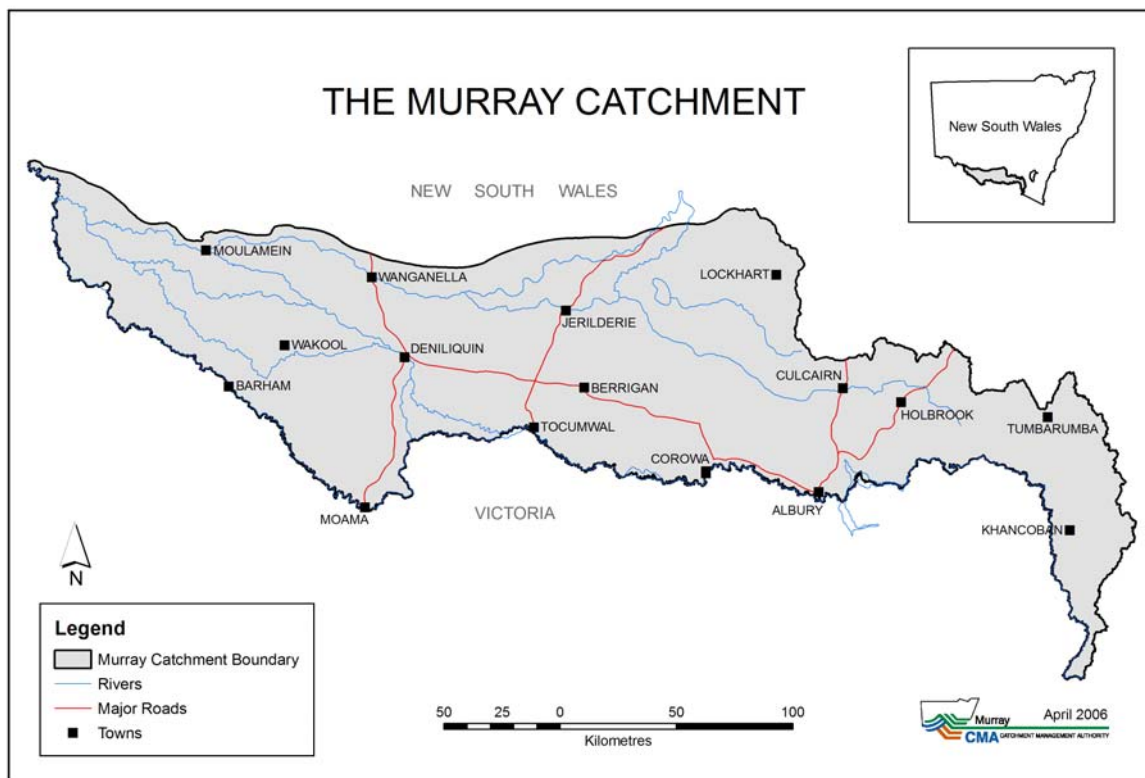 THE MURRAY CATCHMENT
New South Wales
NEW SOUTH WALES
MOULAMEIN
WANGANELLA
LOCKHART
JERILDERIE
WAKOOL
DENILIQUIN
BARHAM
BERRIGAN
CULCAIRN
HOLBROOK
TUMBARUMBA
TOCUMWAL
COROWA
MOAMA
VICTORIA
ALBURY
KHANCOBAN
N
Legend
Murray Catchment Boundary
Rivers
Major Roads
Towns
50 25 0 50 100
Kilometres
April 2006
Murray
CMA CATCHMENT MANAGEMENT AUTHORITY